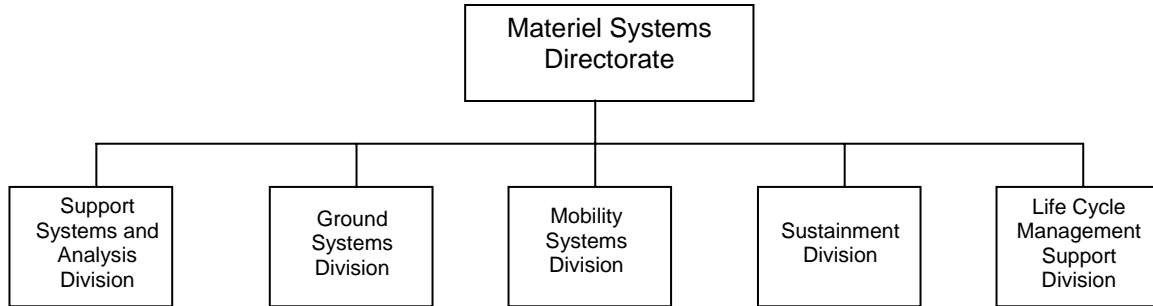 Materiel Systems
Directorate
Support
Systems and
Analysis
Division
Ground
Systems
Division
Mobility
Systems
Division
Sustainment
Division
Life Cycle
Management
Support
Division